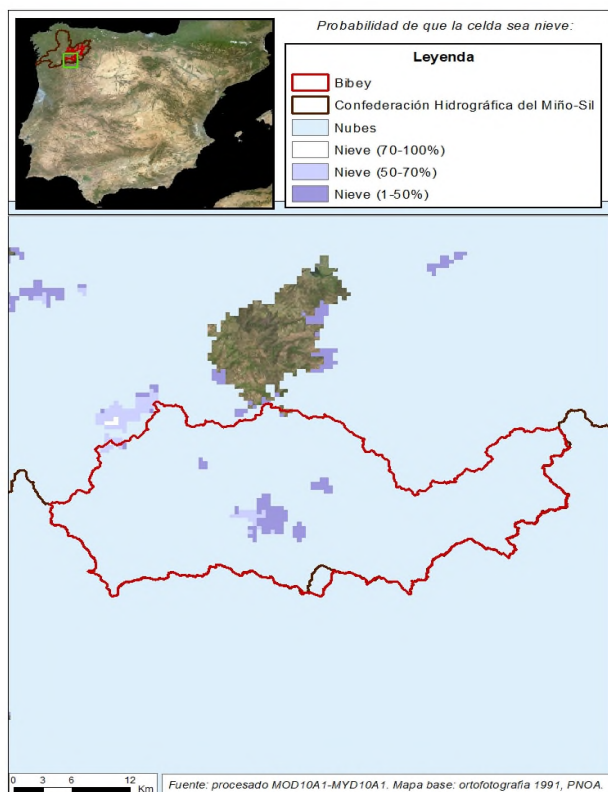 Probabilidad de que la celda sea nieve:
Leyenda
Bibey
Confederación Hidrográfica del Miño-Sil
Nubes
Nieve (70-100%)
Nieve (50-70%)
Nieve (1-50%)
0 3 6 12
Km
Fuente: procesado MOD10A1-MYD10A1. Mapa base: ortofotografía 1991, PNOA.